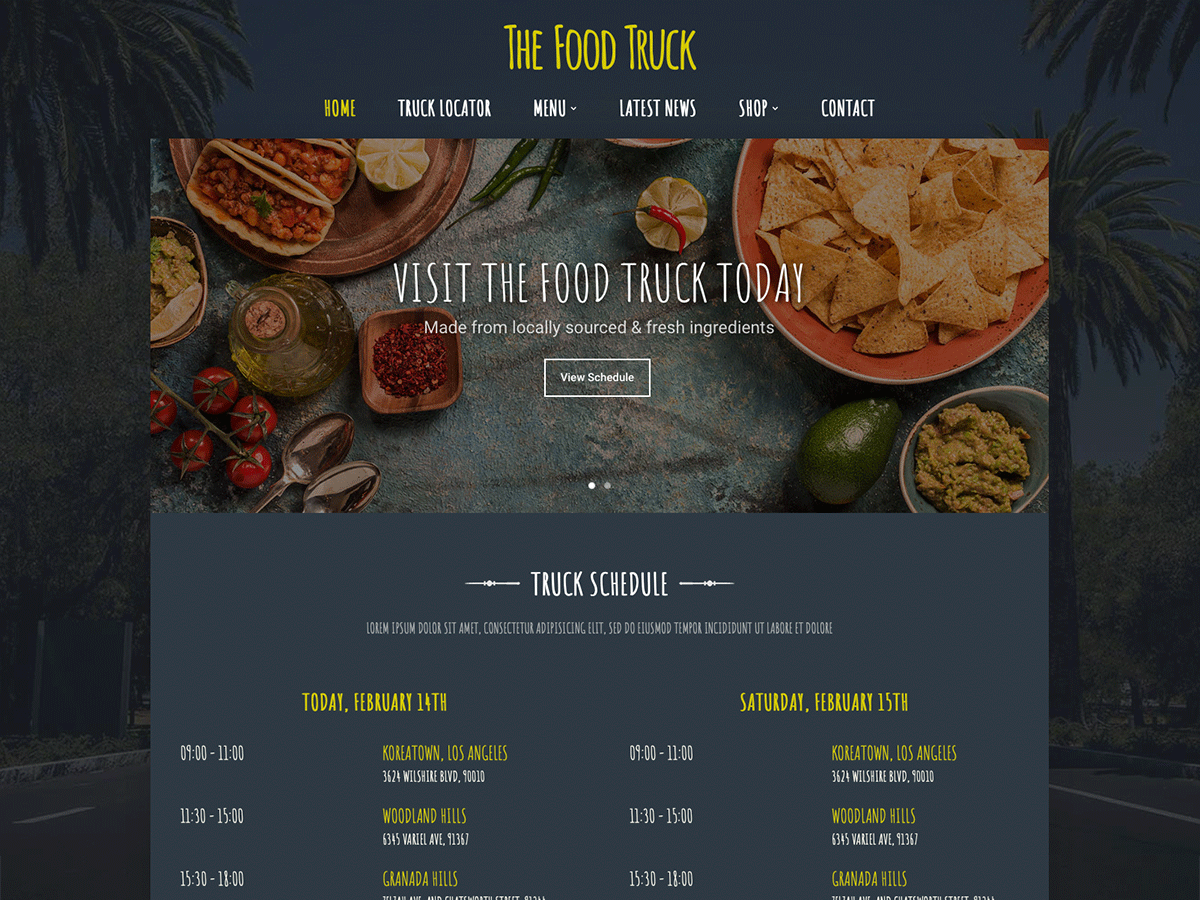 The Food Truck
HOME TRUCK LOCATOR MENU LATEST NEWS SHOP CONTACT
VISIT THE FOOD TRUCK TODAY
Made from locally sourced & fresh ingredients
View Schedule
TRUCK SCHEDULE
LOREM IPSUM DOLOR SIT AMET, CONSECTETUR ADIPISICING ELIT, SED DO EIUSMOD TEMPOR INCIDIDUNT UT LABORE ET DOLORE
TODAY, FEBRUARY 14TH
09:00 - 11:00 KOREATOWN, LOS ANGELES
3624 WILSHIRE BLVD, 90010
11:30 - 15:00 WOODLAND HILLS
6345 VARIEL AVE, 91367
15:30 - 18:00 GRANADA HILLS
SATURDAY, FEBRUARY 15TH
09:00 - 11:00 KOREATOWN, LOS ANGELES
3624 WILSHIRE BLVD, 90010
11:30 - 15:00 WOODLAND HILLS
6345 VARIEL AVE, 91367
15:30 - 18:00 GRANADA HILLS